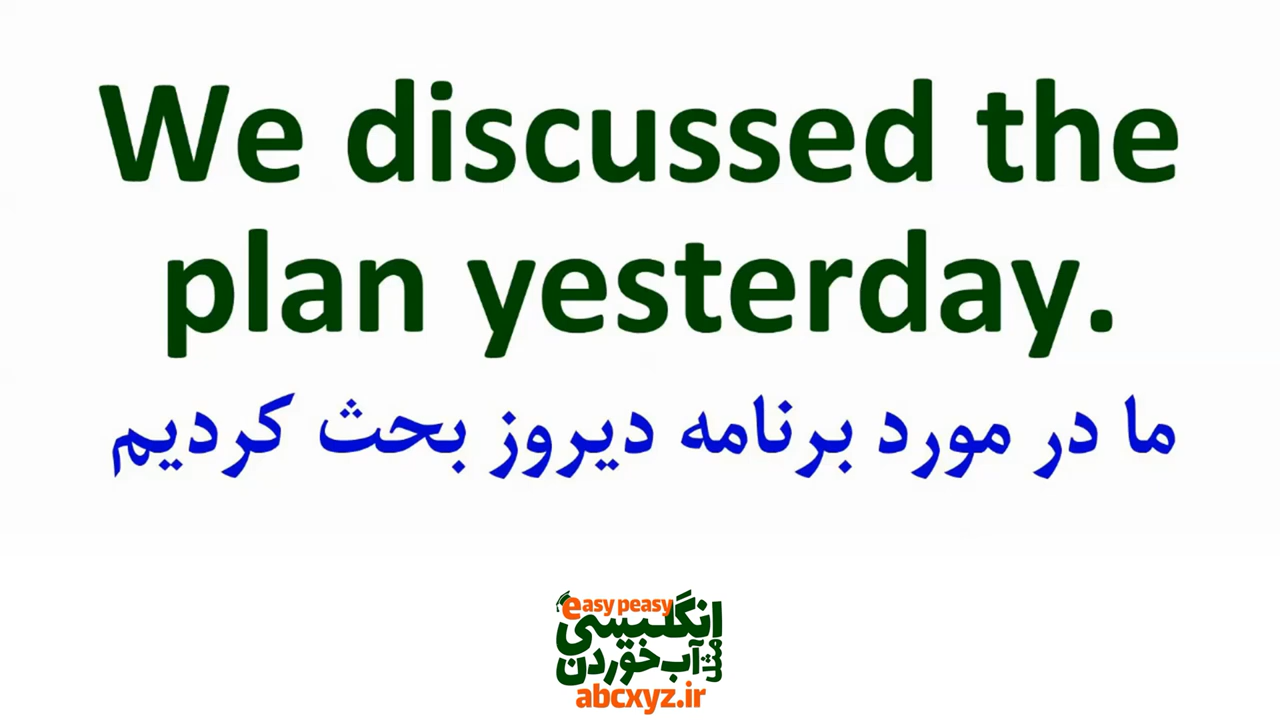 We discussed the
plan yesterday.
ما در مورد برنامه دیروز بحث کردیم
easy peasy
انگلیسی
مثل آب خوردن
abcxyz.ir